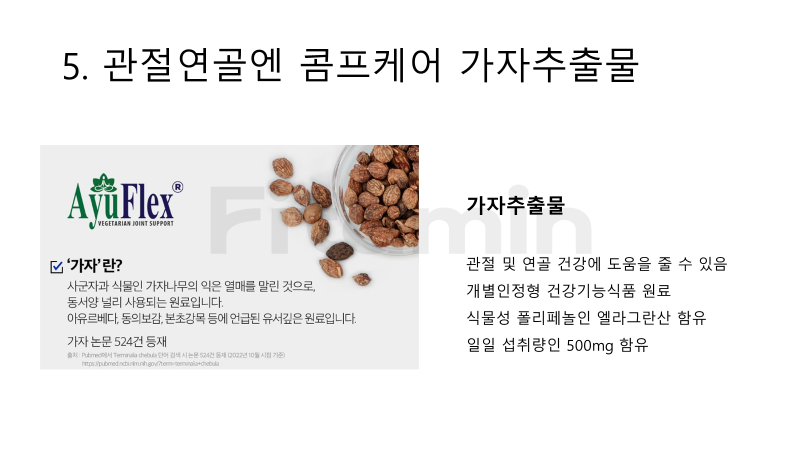 5. 관절연골엔 콤프케어 가자추출물
AyuFlex®
VEGETARIAN JOINT SUPPORT
‘가자’란?
사군자과 식물인 가자나무의 익은 열매를 말린 것으로,
동서양 널리 사용되는 원료입니다.
아유르베다, 동의보감, 본초강목 등에 언급된 유서깊은 원료입니다.
가자 논문 524건 등재
출처 : Pubmed에서 Terminalia chebula 단어 검색 시 논문 524건 등재 (2022년 10월 시점 기준)
https://pubmed.ncbi.nlm.nih.gov/?term=terminalia+chebula
가자추출물
관절 및 연골 건강에 도움을 줄 수 있음
개별인정형 건강기능식품 원료
식물성 폴리페놀인 엘라그란산 함유
일일 섭취량인 500mg 함유